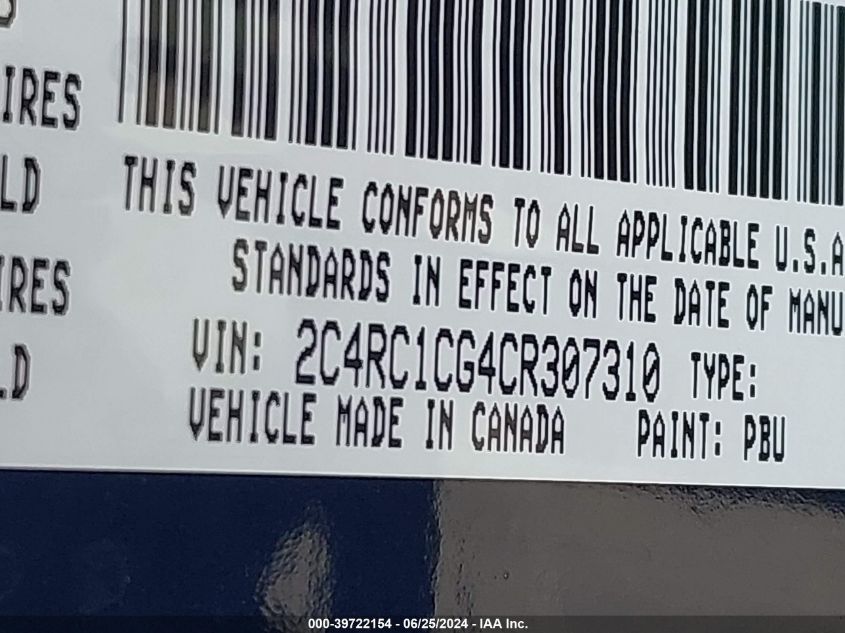 IRES
LD
THIS VEHICLE CONFORMS TO ALL APPLICABLE U.S.A
STANDARDS IN EFFECT ON THE DATE OF MANU
IRES
VIN: 2C4RC1CG4CR307310 TYPE:
LD
VEHICLE MADE IN CANADA PAINT: PBU
000-39722154 - 06/25/2024 - IAA Inc.